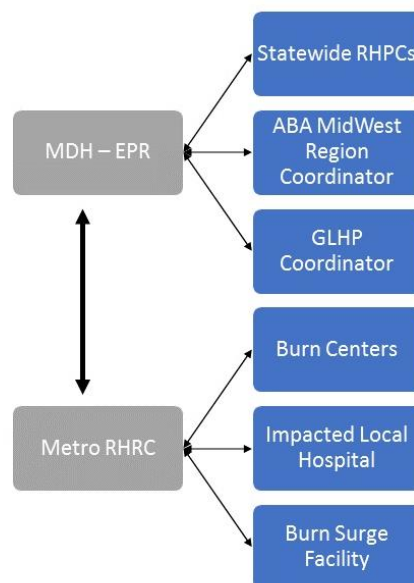 Statewide RHPCs
MDH – EPR
ABA MidWest
Region
Coordinator
GLHP
Coordinator
Burn Centers
Metro RHRC
Impacted Local
Hospital
Burn Surge
Facility